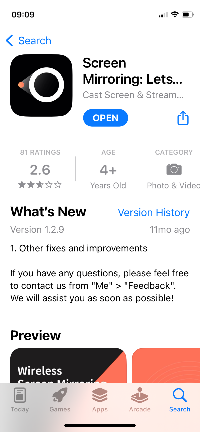 09:09
Search
Screen
Mirroring: Lets...
Cast Screen & Stream...
OPEN
81 RATINGS
AGE
CATEGORY
2.6
4+
Years Old
Photo & Video
What's New
Version History
Version 1.2.9
11mo ago
1. Other fixes and improvements
If you have any questions, please feel free
to contact us from "Me" > "Feedback".
We will assist you as soon as possible!
Preview
Wireless
Screen Mirroring
Today
Games
Apps
Arcade
Search